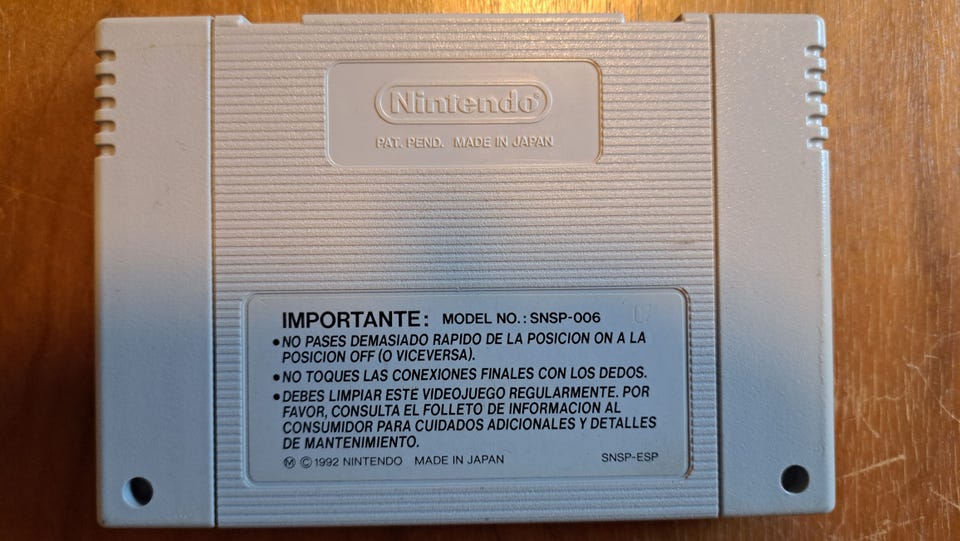 Nintendo®
PAT. PEND. MADE IN JAPAN
IMPORTANTE: MODEL NO.: SNSP-006
07
• NO PASES DEMASIADO RAPIDO DE LA POSICION ON A LA
POSICION OFF (O VICEVERSA).
• NO TOQUES LAS CONEXIONES FINALES CON LOS DEDOS.
• DEBES LIMPIAR ESTE VIDEOJUEGO REGULARMENTE. POR
FAVOR, CONSULTA EL FOLLETO DE INFORMACION AL
CONSUMIDOR PARA CUIDADOS ADICIONALES Y DETALLES
DE MANTENIMIENTO.
Ⓜ © 1992 NINTENDO MADE IN JAPAN SNSP-ESP